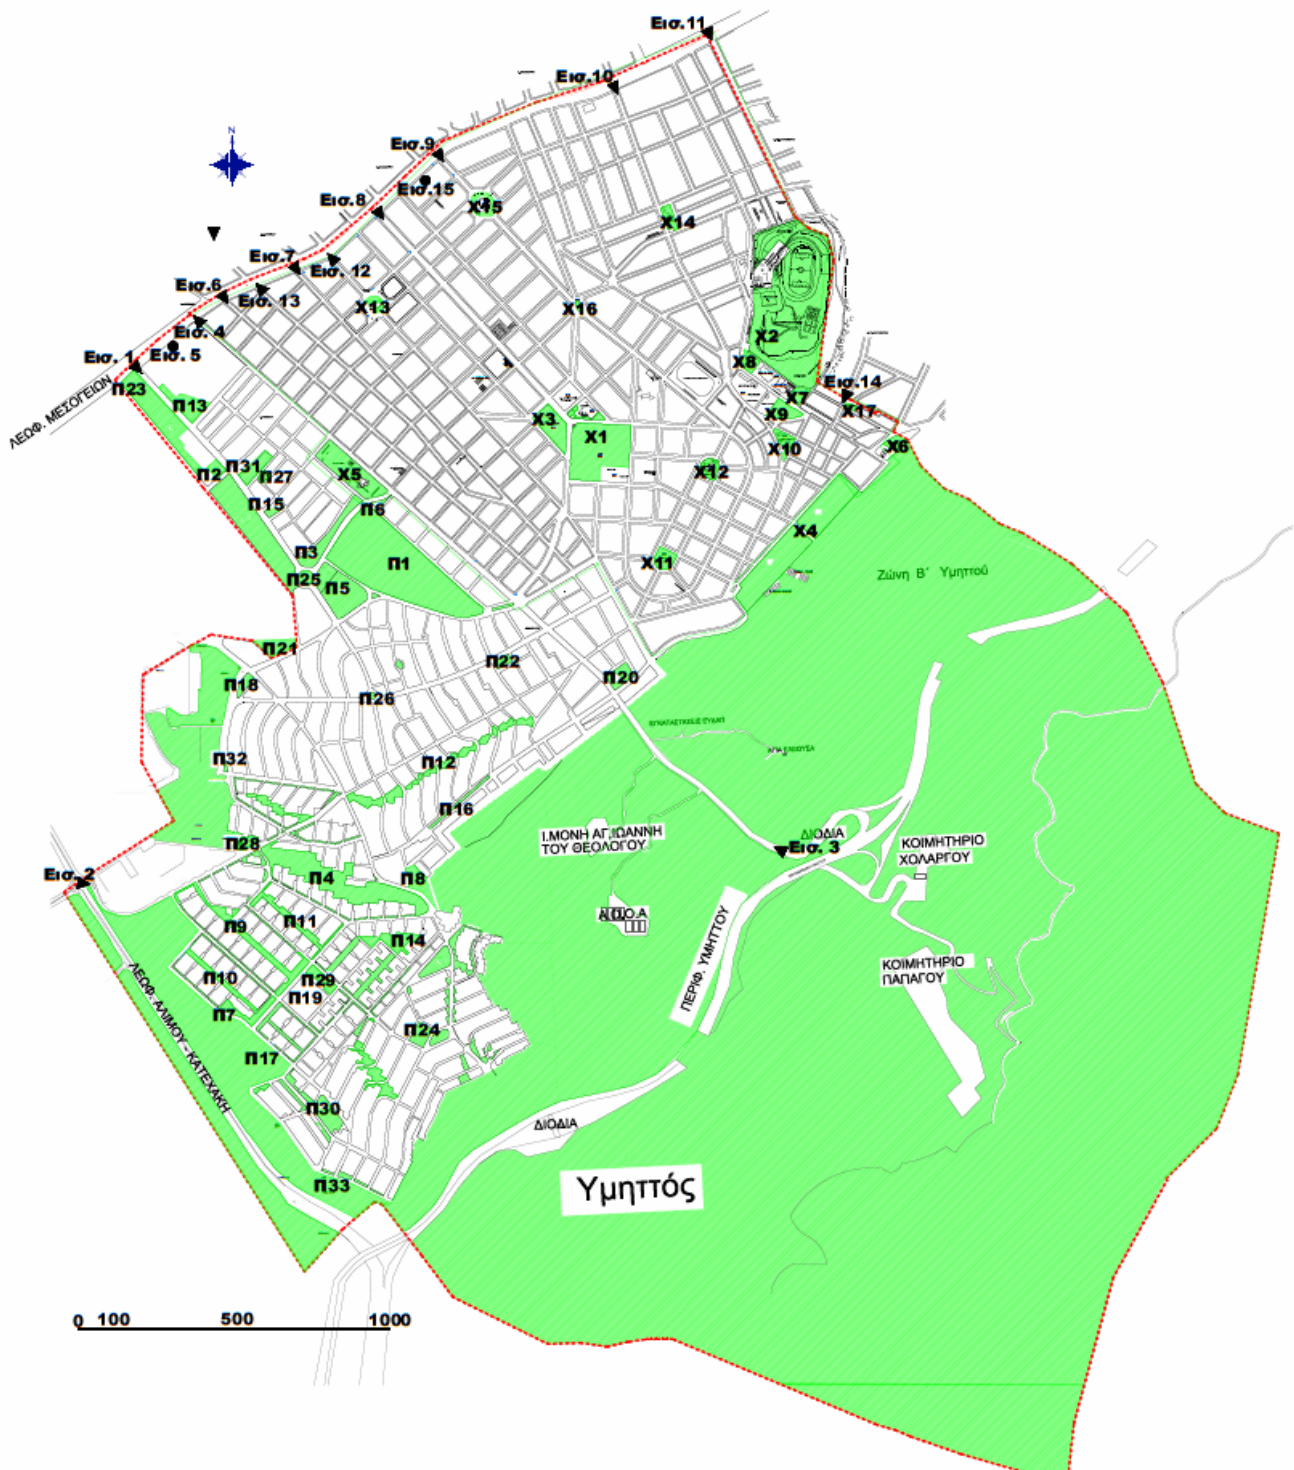 Εισ.11
Εισ.10
N
Εισ.9
Εισ.15
Εισ.8
Χ15
Χ14
Εισ.7
Εισ. 12
Εισ.6
Εισ. 13
Χ13
Χ16
Χ2
Εισ. 4
Εισ. 1
Εισ. 5
Χ8
ΛΕΩΦ. ΜΕΣΟΓΕΙΩΝ
Π23
Εισ.14
Χ7
Π13
Χ9
Χ17
Χ3
Χ1
Χ10
Χ6
Π31
Π2
Π27
Χ5
Χ12
Π15
Π6
Χ4
Π3
Π1
Χ11
Ζώνη Β΄ Υμηττού
Π25
Π5
Π21
Π22
Π20
Π18
Π26
Π32
Π12
Π16
Ι.ΜΟΝΗ ΑΓ.ΙΩΑΝΝΗ
ΤΟΥ ΘΕΟΛΟΓΟΥ
ΔΙΟΔΙΑ
Εισ. 3
ΚΟΙΜΗΤΗΡΙΟ
ΧΟΛΑΡΓΟΥ
Π28
Εισ. 2
Π4
Π8
Π9
Π11
Π14
ΠΕΡΙΦ. ΥΜΗΤΤΟΥ
ΚΟΙΜΗΤΗΡΙΟ
ΠΑΠΑΓΟΥ
Π10
Π29
Π19
Π7
ΛΕΩΦ. ΑΛΙΜΟΥ - ΚΑΤΕΧΑΚΗ
Π24
Π17
Π30
ΔΙΟΔΙΑ
Π33
Υμηττός
0 100 500 1000